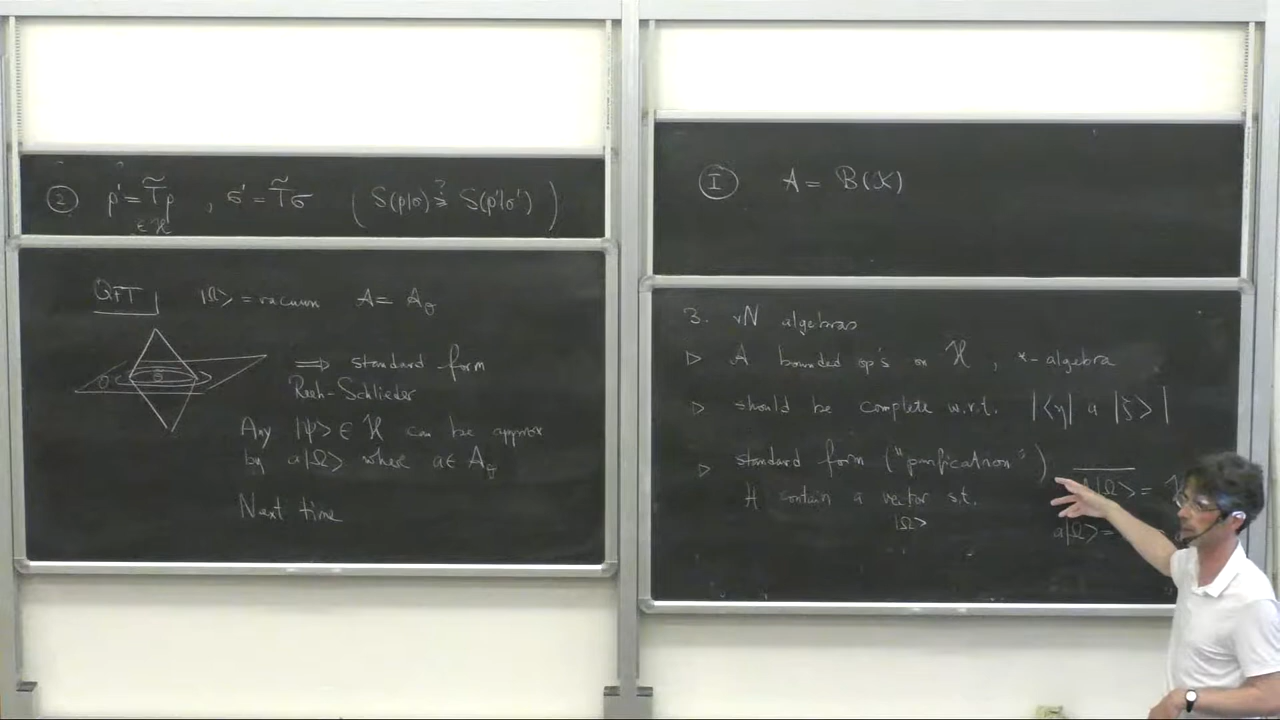 ② ρ' = T̃ρ , σ' = T̃σ ( S(ρ|σ) ≥? S(ρ'|σ') )
∈ ℋ
QFT |Ω> = vacuum A = A_O
⇒ standard form
Reeh-Schlieder
Any |ψ> ∈ ℋ can be approx
by a|Ω> where a ∈ A_O
Next time
Ⓘ A = B(K)
3. vN algebras
▷ A bounded op's on ℋ , *-algebra
▷ should be complete w.r.t. |<η| a |ζ>|
▷ standard form ("purification")
ℋ contain a vector s.t.
|Ω>
|Ω> =
a|Ω> =